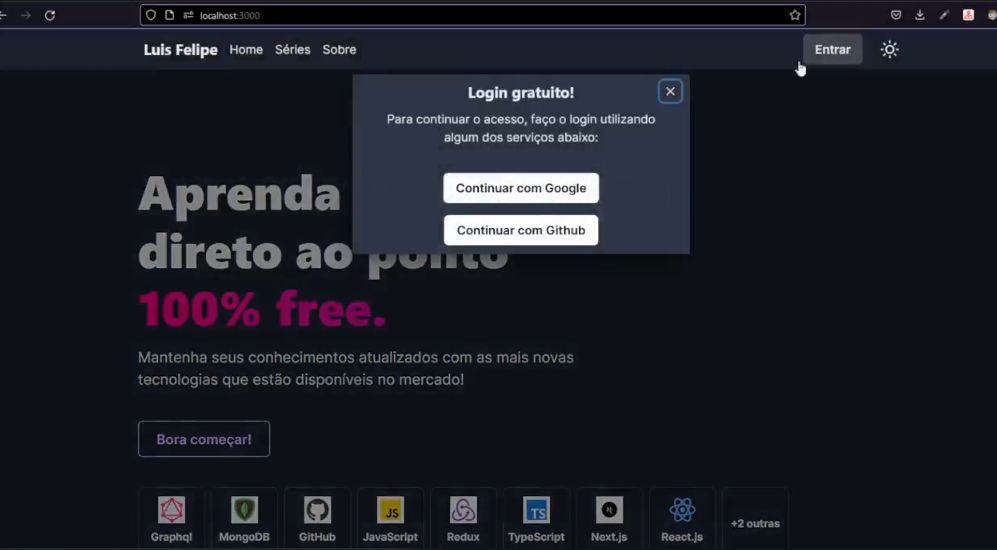 localhost:3000
Luis Felipe Home Séries Sobre Entrar
Login gratuito!
Para continuar o acesso, faço o login utilizando
algum dos serviços abaixo:
Continuar com Google
Continuar com Github
Aprenda
direto ao ponto
100% free.
Mantenha seus conhecimentos atualizados com as mais novas
tecnologias que estão disponíveis no mercado!
Bora começar!
JS
TS
N
Graphql MongoDB GitHub JavaScript Redux TypeScript Next.js React.js +2 outras